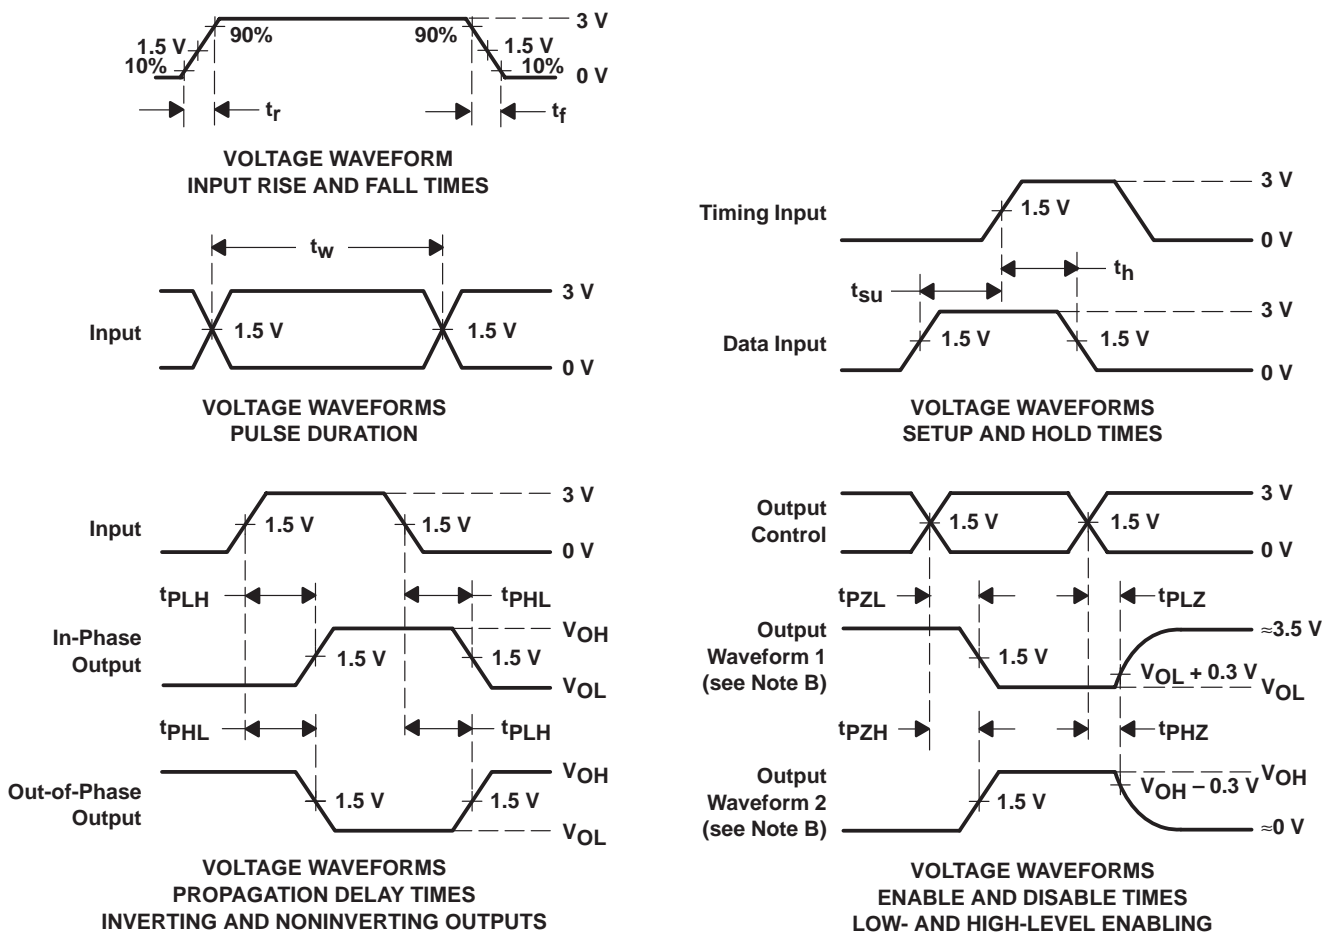 3 V
90%
90%
1.5 V
1.5 V
10%
10%
0 V
tr
tf
VOLTAGE WAVEFORM
INPUT RISE AND FALL TIMES
tw
3 V
Input
1.5 V
1.5 V
0 V
VOLTAGE WAVEFORMS
PULSE DURATION
3 V
Timing Input
1.5 V
0 V
th
tsu
3 V
Data Input
1.5 V
1.5 V
0 V
VOLTAGE WAVEFORMS
SETUP AND HOLD TIMES
3 V
Input
1.5 V
1.5 V
0 V
tPLH
tPHL
In-Phase
Output
VOH
1.5 V
1.5 V
VOL
tPHL
tPLH
Out-of-Phase
Output
VOH
1.5 V
1.5 V
VOL
VOLTAGE WAVEFORMS
PROPAGATION DELAY TIMES
INVERTING AND NONINVERTING OUTPUTS
Output
Control
3 V
1.5 V
1.5 V
0 V
tPZL
tPLZ
Output
Waveform 1
(see Note B)
≈3.5 V
1.5 V
VOL + 0.3 V
VOL
tPZH
tPHZ
Output
Waveform 2
(see Note B)
VOH
VOH – 0.3 V
1.5 V
≈0 V
VOLTAGE WAVEFORMS
ENABLE AND DISABLE TIMES
LOW- AND HIGH-LEVEL ENABLING